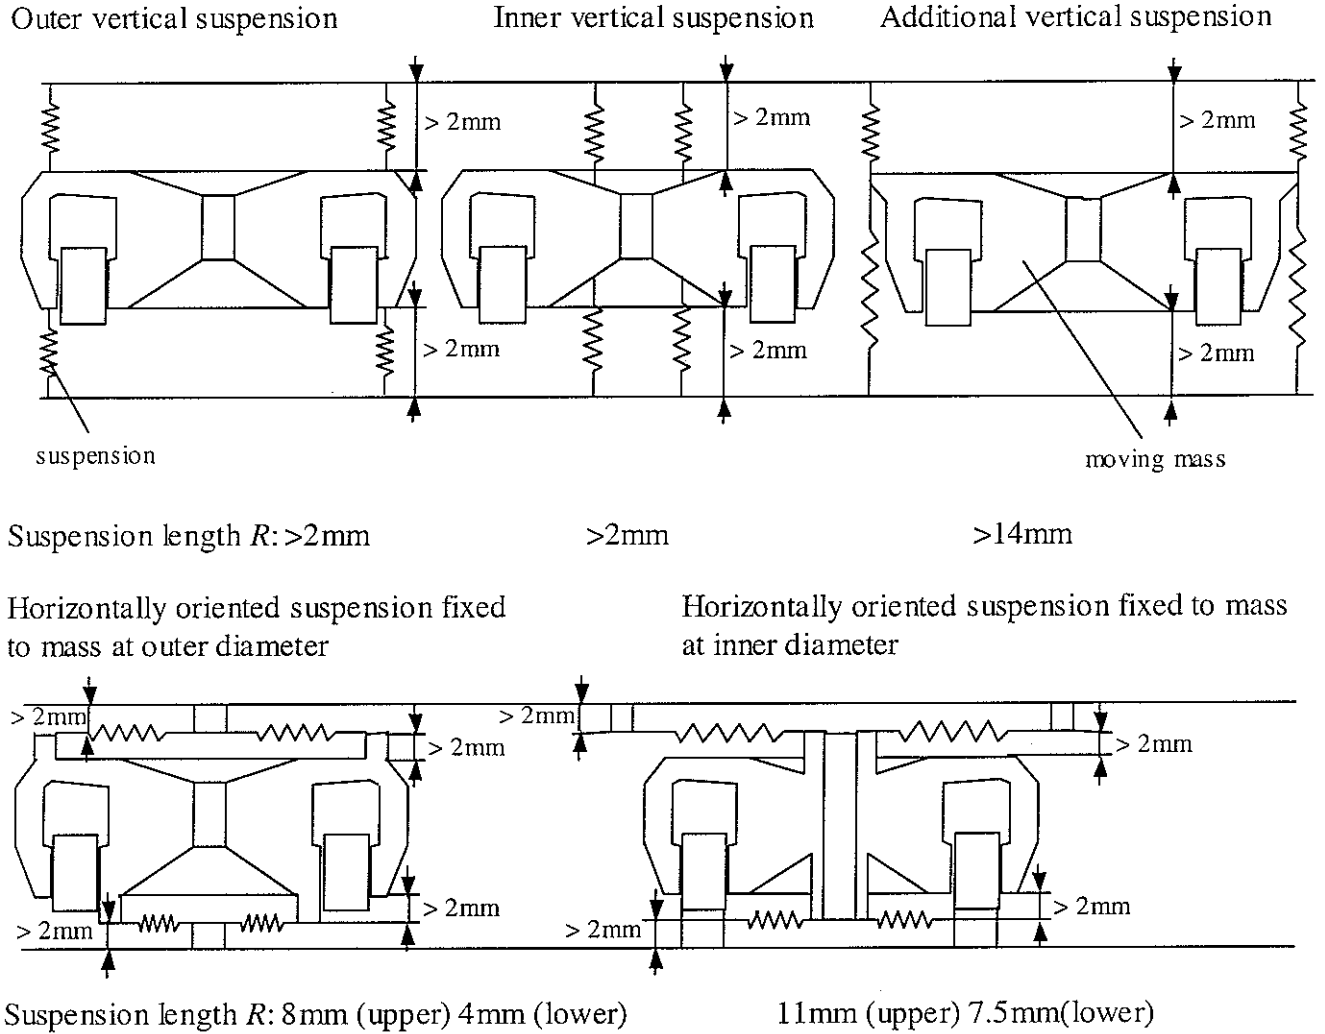 Outer vertical suspension
Inner vertical suspension
Additional vertical suspension
> 2mm
> 2mm
> 2mm
> 2mm
> 2mm
> 2mm
suspension
moving mass
Suspension length R: >2mm
>2mm
>14mm
Horizontally oriented suspension fixed
to mass at outer diameter
Horizontally oriented suspension fixed to mass
at inner diameter
> 2mm
> 2mm
> 2mm
> 2mm
> 2mm
> 2mm
> 2mm
> 2mm
Suspension length R: 8mm (upper) 4mm (lower)
11mm (upper) 7.5mm(lower)